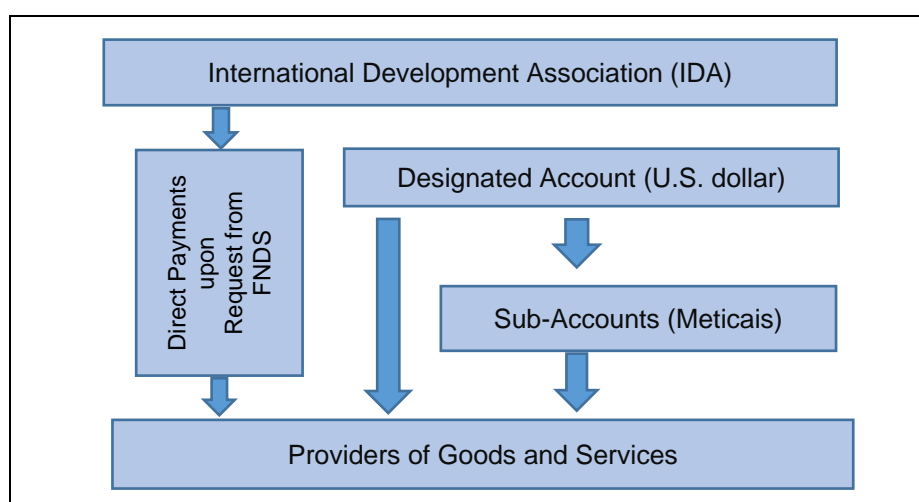 International Development Association (IDA)
Direct Payments
upon
Request from
FNDS
Designated Account (U.S. dollar)
Sub-Accounts (Meticais)
Providers of Goods and Services